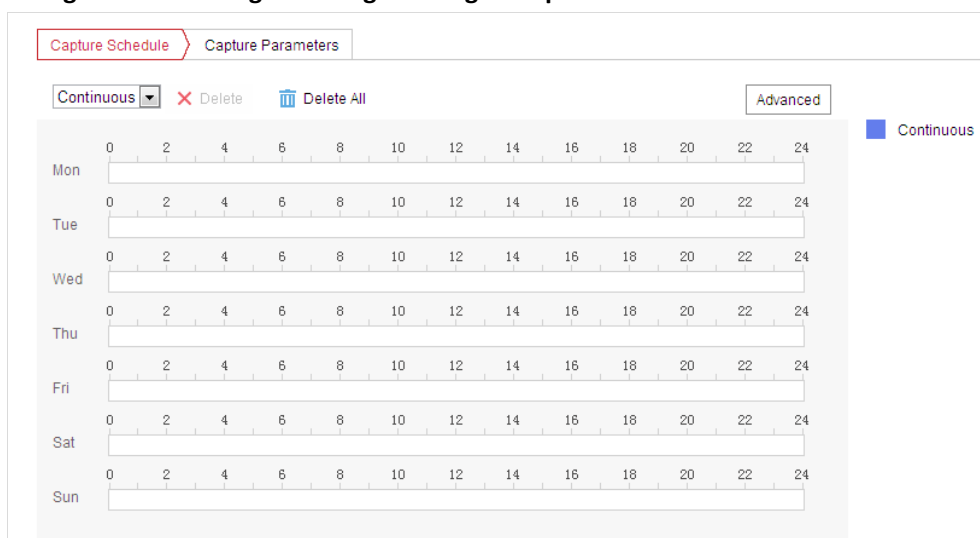 Capture Schedule Capture Parameters
Continuous Delete Delete All Advanced
Continuous
0 2 4 6 8 10 12 14 16 18 20 22 24
Mon
0 2 4 6 8 10 12 14 16 18 20 22 24
Tue
0 2 4 6 8 10 12 14 16 18 20 22 24
Wed
0 2 4 6 8 10 12 14 16 18 20 22 24
Thu
0 2 4 6 8 10 12 14 16 18 20 22 24
Fri
0 2 4 6 8 10 12 14 16 18 20 22 24
Sat
0 2 4 6 8 10 12 14 16 18 20 22 24
Sun